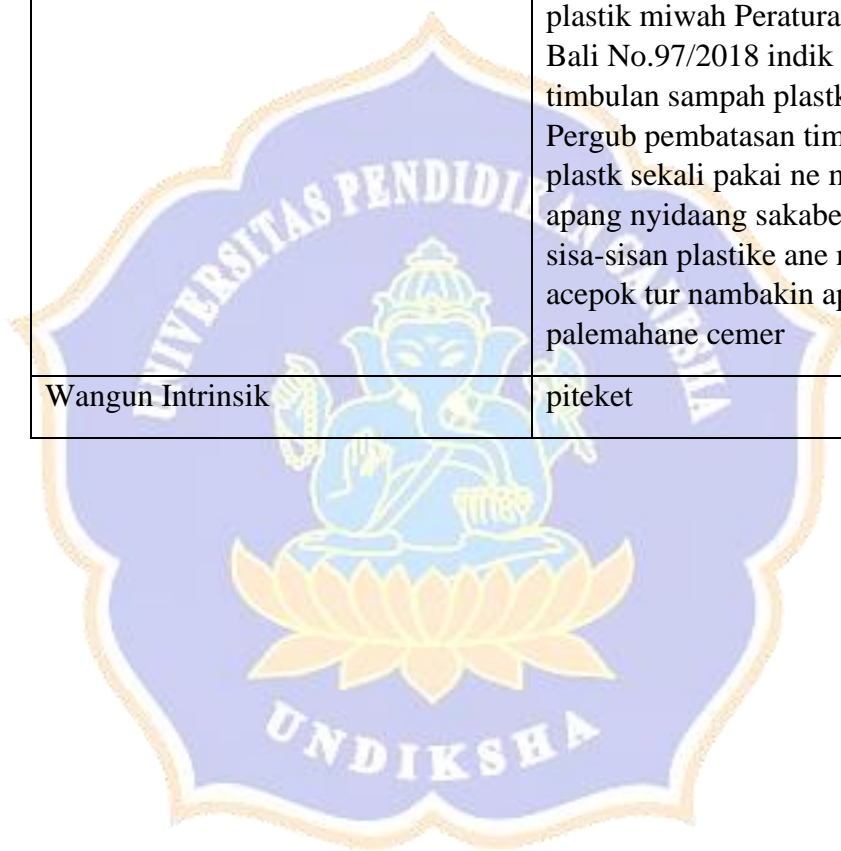 plastik miwah Peratura
Bali No.97/2018 indik
timbulan sampah plastk
Pergub pembatasan tim
plastk sekali pakai ne
apang nyidaang sakabe
sisa-sisan plastike ane
acepok tur nambakin ap
palemahane cemer
Wangun Intrinsik
piteket
UNIVERSITAS PENDIDIKAN GANESHA
UNDIKSHA